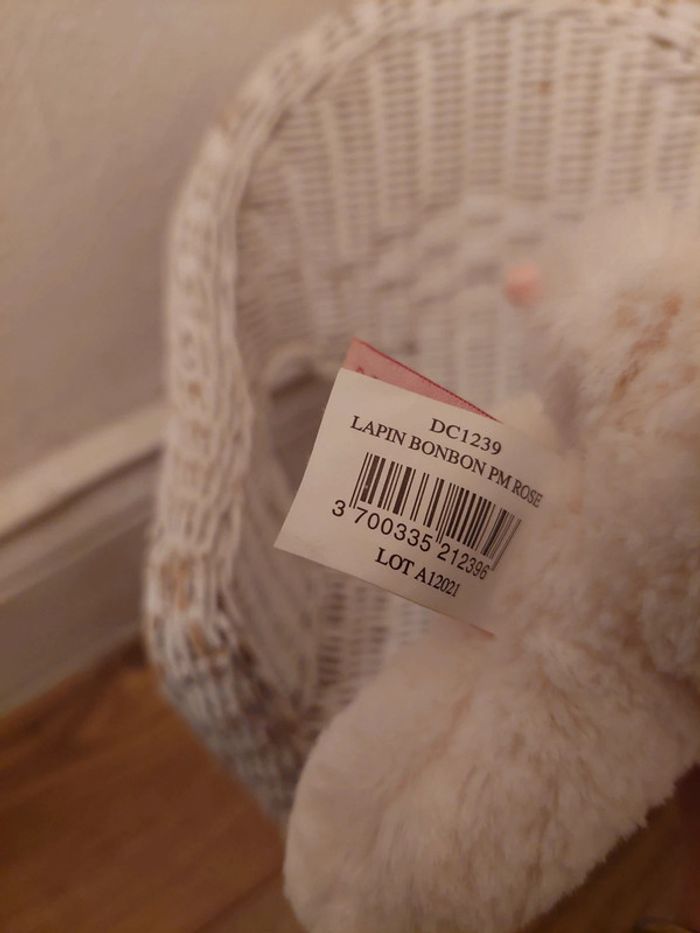 DC1239
LAPIN BONBON PM ROSE
3 700335 212396
LOT A12021